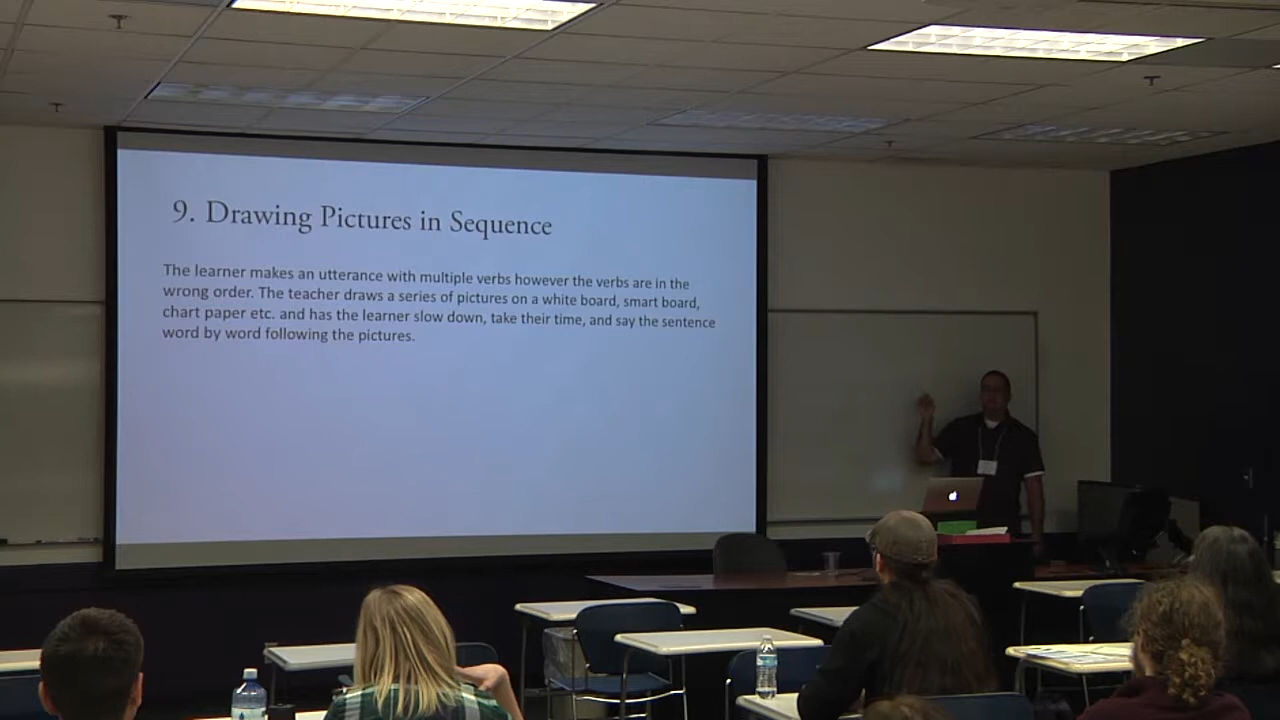 9. Drawing Pictures in Sequence
The learner makes an utterance with multiple verbs however the verbs are in the
wrong order. The teacher draws a series of pictures on a white board, smart board,
chart paper etc. and has the learner slow down, take their time, and say the sentence
word by word following the pictures.